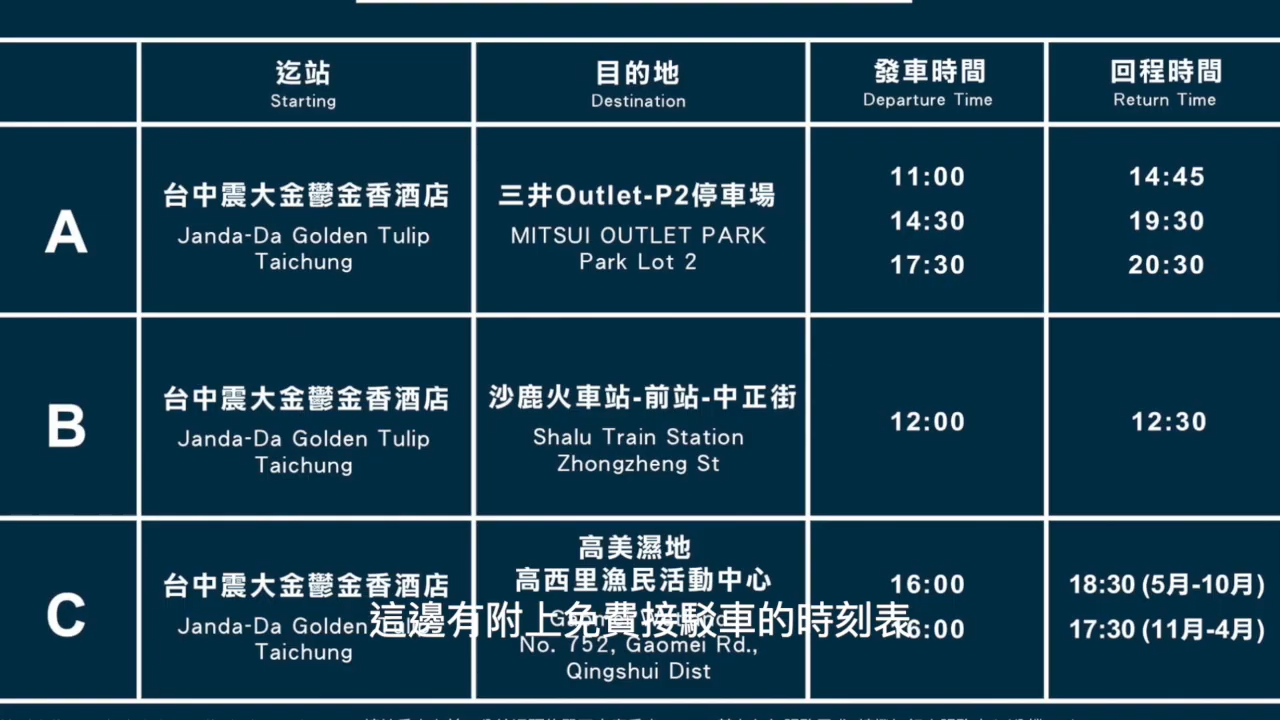 迄站
Starting
目的地
Destination
發車時間
Departure Time
回程時間
Return Time
A
台中震大金鬱金香酒店
Janda-Da Golden Tulip
Taichung
三井Outlet-P2停車場
MITSUI OUTLET PARK
Park Lot 2
11:00
14:30
17:30
14:45
19:30
20:30
B
台中震大金鬱金香酒店
Janda-Da Golden Tulip
Taichung
沙鹿火車站-前站-中正街
Shalu Train Station
Zhongzheng St
12:00
12:30
C
台中震大金鬱金香酒店
Janda-Da Golden
Taichung
高美濕地
高西里漁民活動中心
No. 752, Gaomei Rd.,
Qingshui Dist
16:00
16:00
18:30 (5月-10月)
17:30 (11月-4月)
這邊有附上免費接駁車的時刻表